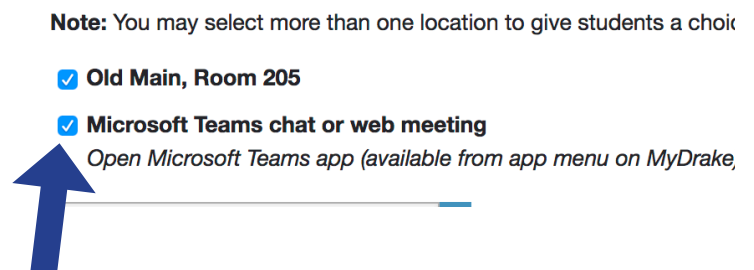 Note: You may select more than one location to give students a
Old Main, Room 205
Microsoft Teams chat or web meeting
Open Microsoft Teams app (available from app menu on MyDrake